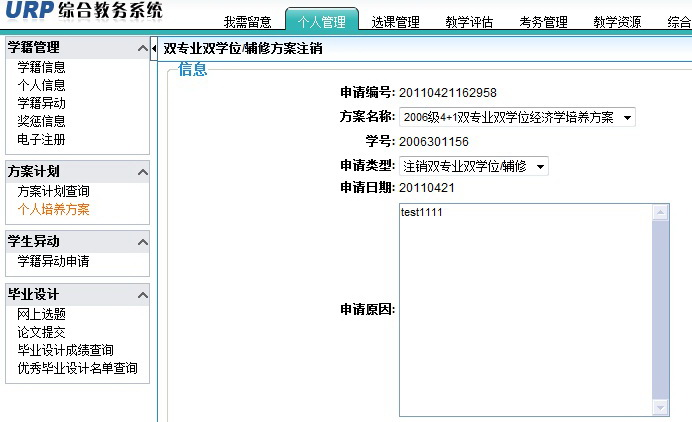 URP 综合教务系统
我需留意 个人管理 选课管理 教学评估 考务管理 教学资源 综合
学籍管理
学籍信息
个人信息
学籍异动
奖惩信息
电子注册
方案计划
方案计划查询
个人培养方案
学生异动
学籍异动申请
毕业设计
网上选题
论文提交
毕业设计成绩查询
优秀毕业设计名单查询
双专业双学位/辅修方案注销
信息
申请编号: 20110421162958
方案名称: 2006级4+1双专业双学位经济学培养方案
学号: 2006301156
申请类型: 注销双专业双学位/辅修
申请日期: 20110421
申请原因: test1111